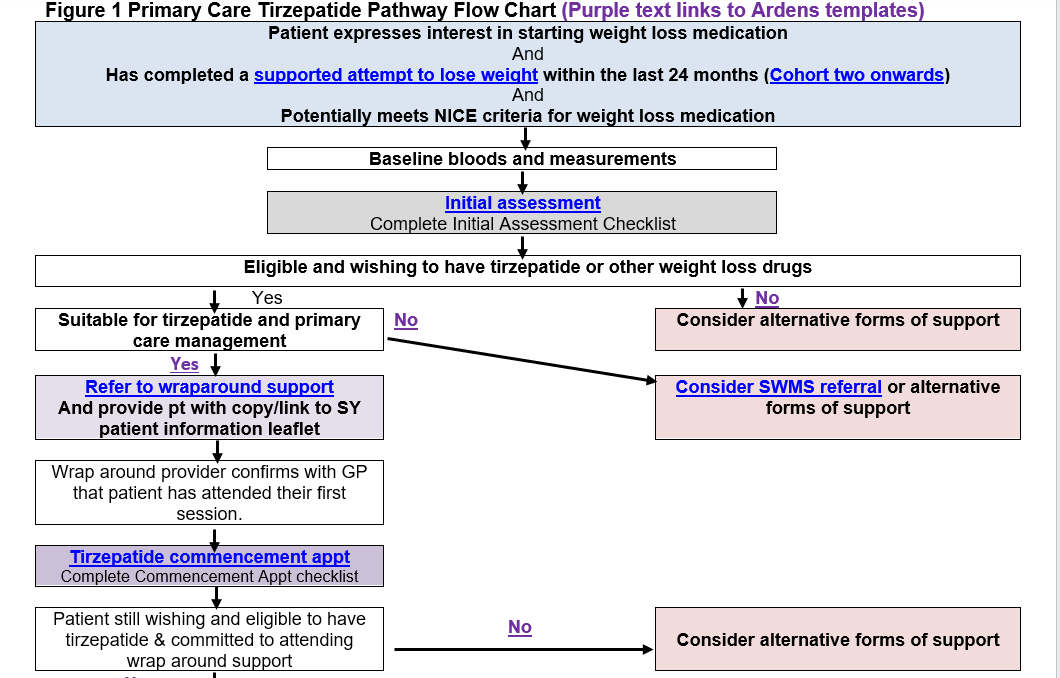 Figure 1 Primary Care Tirzepatide Pathway Flow Chart (Purple text links to Ardens templates)
Patient expresses interest in starting weight loss medication
And
Has completed a supported attempt to lose weight within the last 24 months (Cohort two onwards)
And
Potentially meets NICE criteria for weight loss medication
Baseline bloods and measurements
Initial assessment
Complete Initial Assessment Checklist
Eligible and wishing to have tirzepatide or other weight loss drugs
Yes
No
Suitable for tirzepatide and primary
care management
No
Consider alternative forms of support
Yes
Refer to wraparound support
And provide pt with copy/link to SY
patient information leaflet
Consider SWMS referral or alternative
forms of support
Wrap around provider confirms with GP
that patient has attended their first
session.
Tirzepatide commencement appt
Complete Commencement Appt checklist
Patient still wishing and eligible to have
tirzepatide & committed to attending
wrap around support
No
Consider alternative forms of support